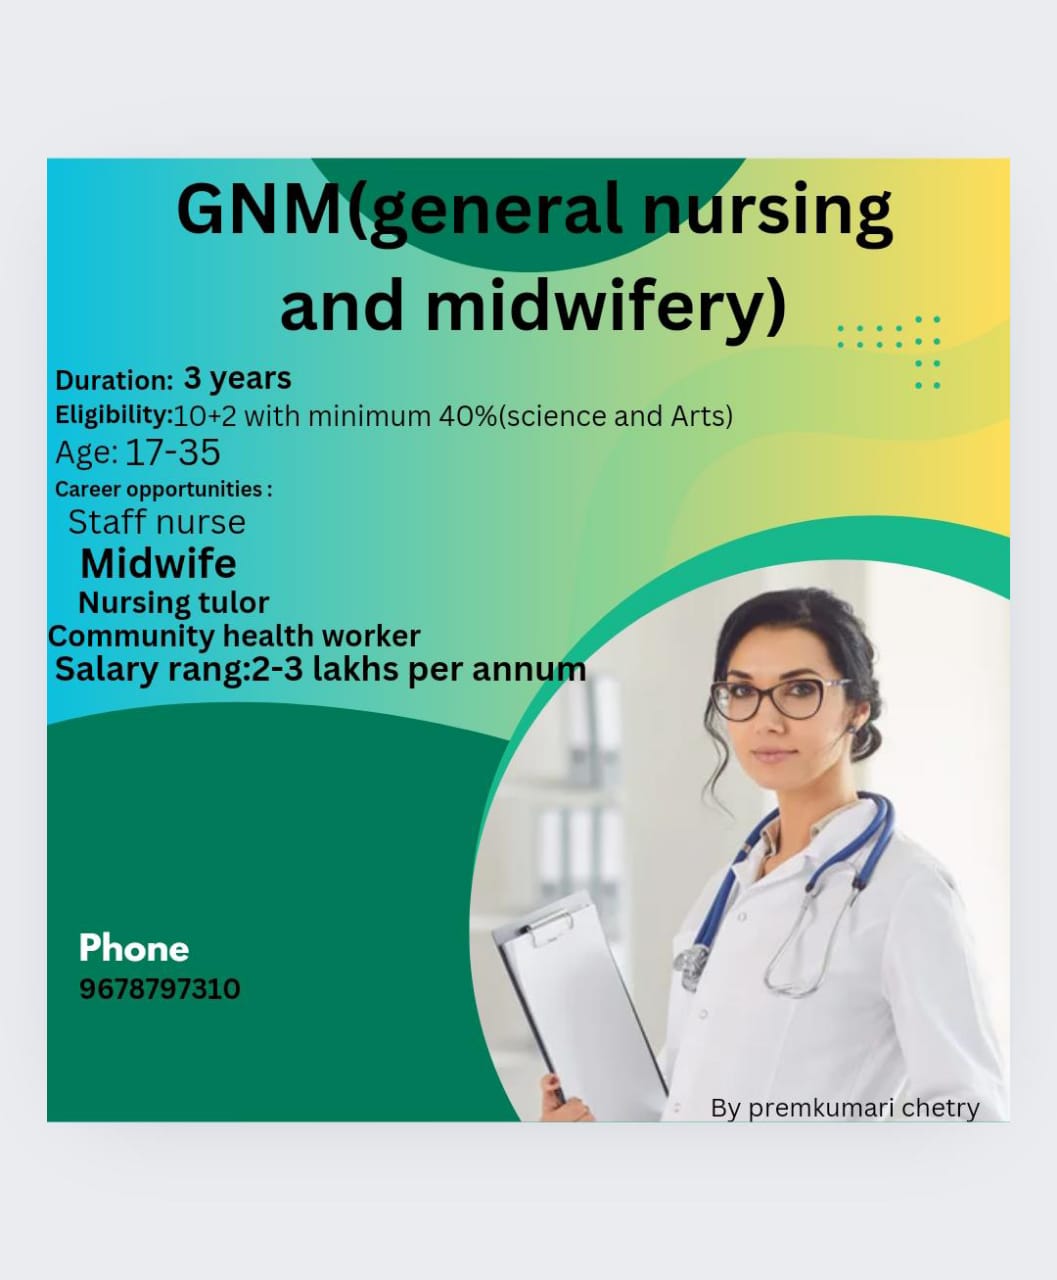 GNM(general nursing
and midwifery)
Duration: 3 years
Eligibility:10+2 with minimum 40%(science and Arts)
Age: 17-35
Career opportunities :
Staff nurse
Midwife
Nursing tulor
Community health worker
Salary rang:2-3 lakhs per annum
Phone
9678797310
By premkumari chetry